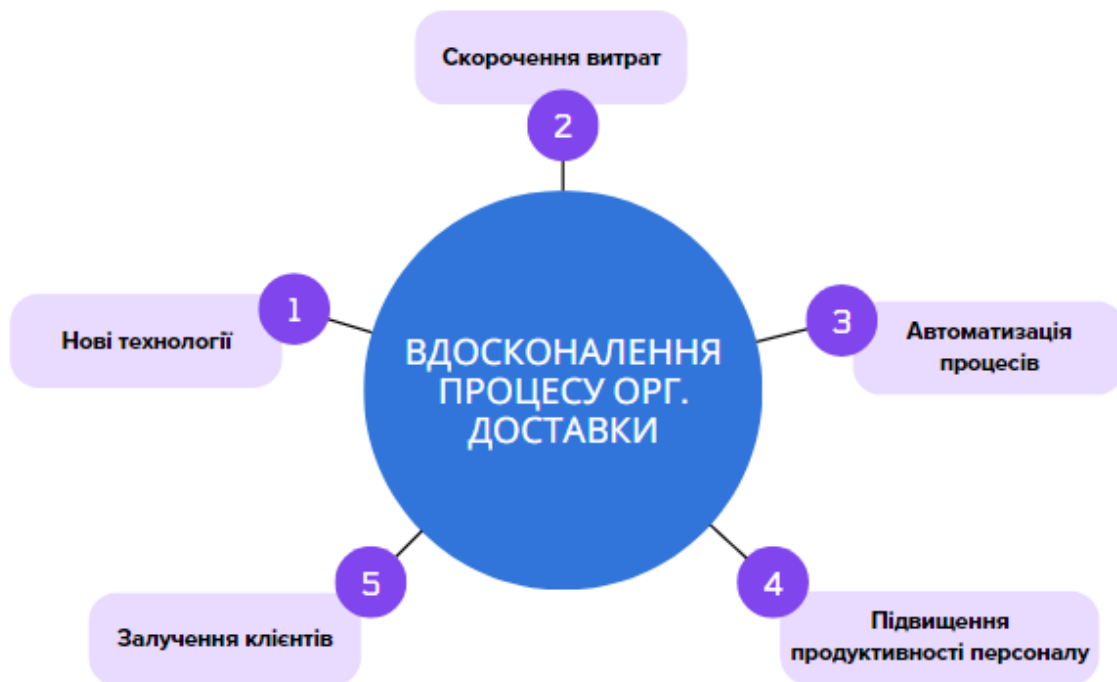 Скорочення витрат
2
1
Нові технології
3
Автоматизація
процесів
ВДОСКОНАЛЕННЯ
ПРОЦЕСУ ОРГ.
ДОСТАВКИ
5
Залучення клієнтів
4
Підвищення
продуктивності персоналу